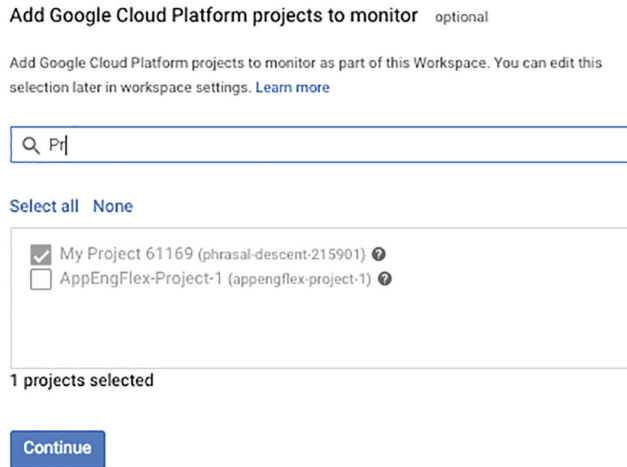 Add Google Cloud Platform projects to monitor optional
Add Google Cloud Platform projects to monitor as part of this Workspace. You can edit this
selection later in workspace settings. Learn more
Pr
Select all None
My Project 61169 (phrasal-descent-215901)
AppEngFlex-Project-1 (appengflex-project-1)
1 projects selected
Continue